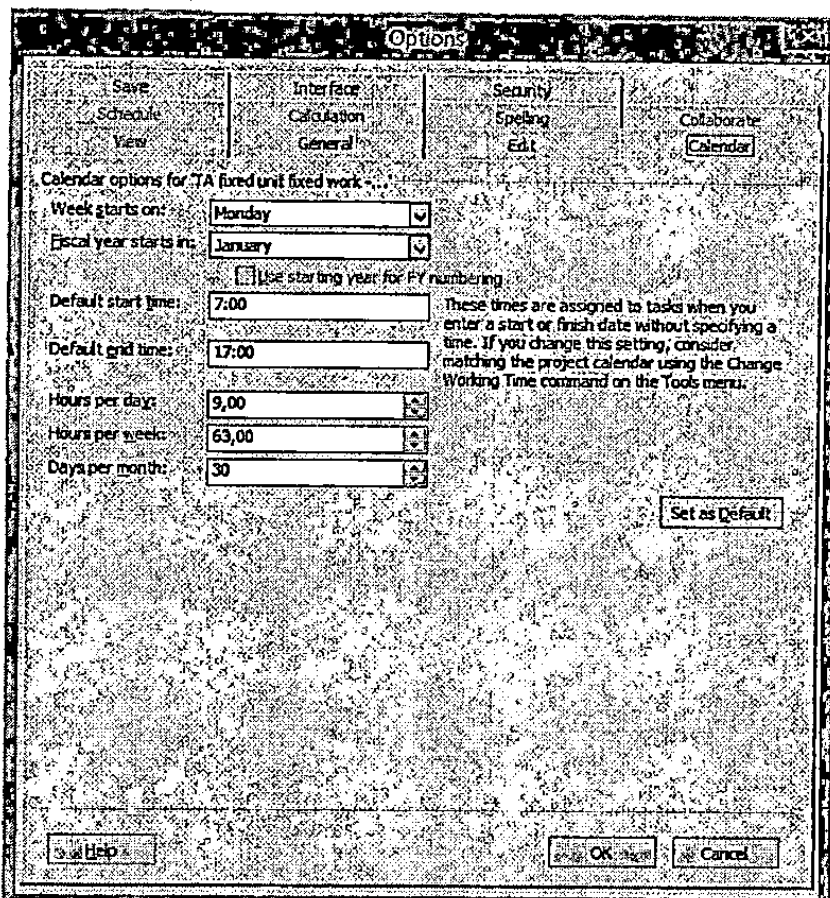 Options
Save Interface Security
Schedule Calculation Spelling Collaborate
View General Edit Calendar
Calendar options for 'TA fixed unit fixed work -...'
Week starts on: Monday
Fiscal year starts in: January
Use starting year for FY numbering
Default start time: 7:00
These times are assigned to tasks when you
enter a start or finish date without specifying a
time. If you change this setting, consider
matching the project calendar using the Change
Working Time command on the Tools menu.
Default end time: 17:00
Hours per day: 9,00
Hours per week: 63,00
Days per month: 30
Set as Default
Help OK Cancel